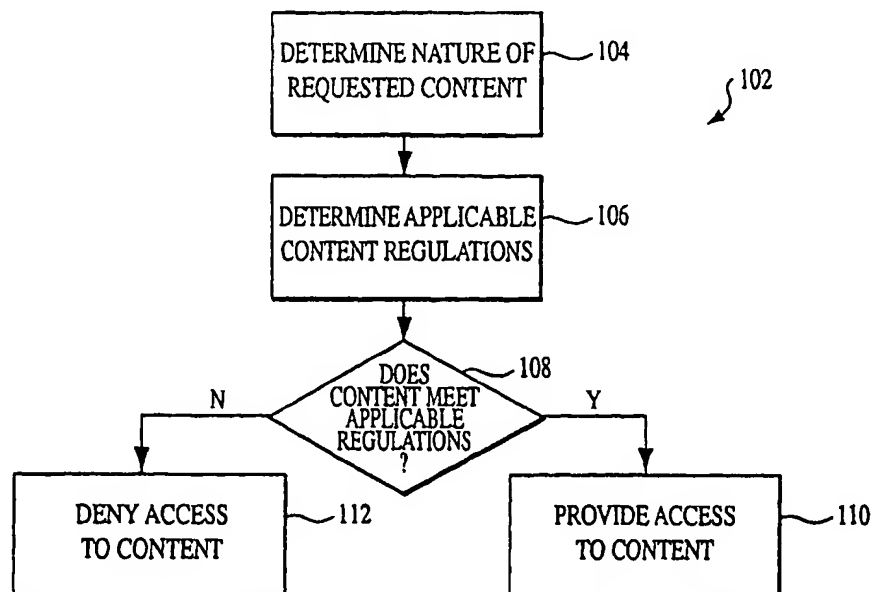 DETERMINE NATURE OF
REQUESTED CONTENT
104
102
DETERMINE APPLICABLE
CONTENT REGULATIONS
106
DOES
CONTENT MEET
APPLICABLE
REGULATIONS
?
108
N
Y
DENY ACCESS
TO CONTENT
112
PROVIDE ACCESS
TO CONTENT
110